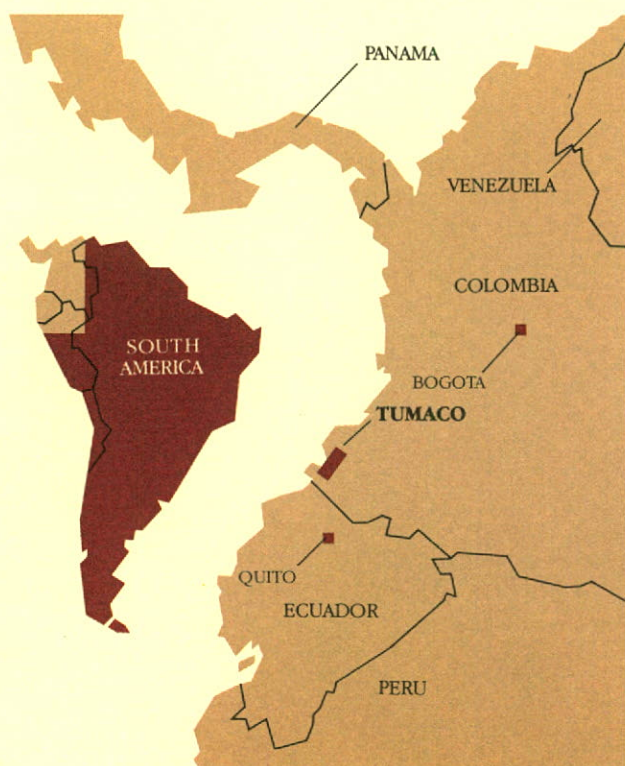 PANAMA
VENEZUELA
COLOMBIA
SOUTH
AMERICA
BOGOTA
TUMACO
QUITO
ECUADOR
PERU